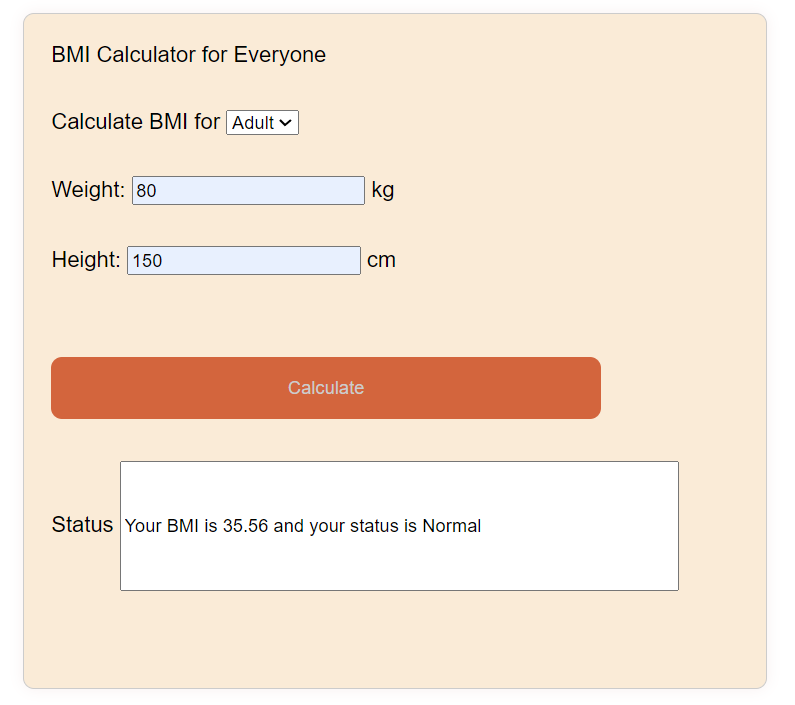 BMI Calculator for Everyone
Calculate BMI for Adult
Weight: 80 kg
Height: 150 cm
Calculate
Status Your BMI is 35.56 and your status is Normal